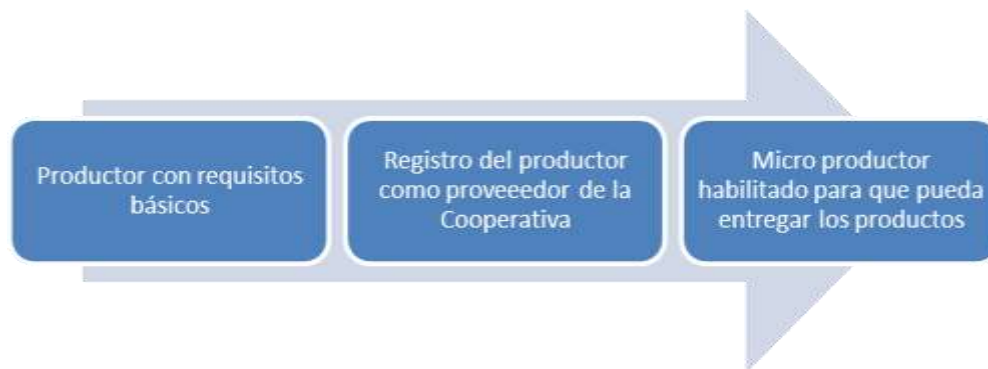 Productor con requisitos
básicos
Registro del productor
como proveeedor de la
Cooperativa
Micro productor
habilitado para que pueda
entregar los productos